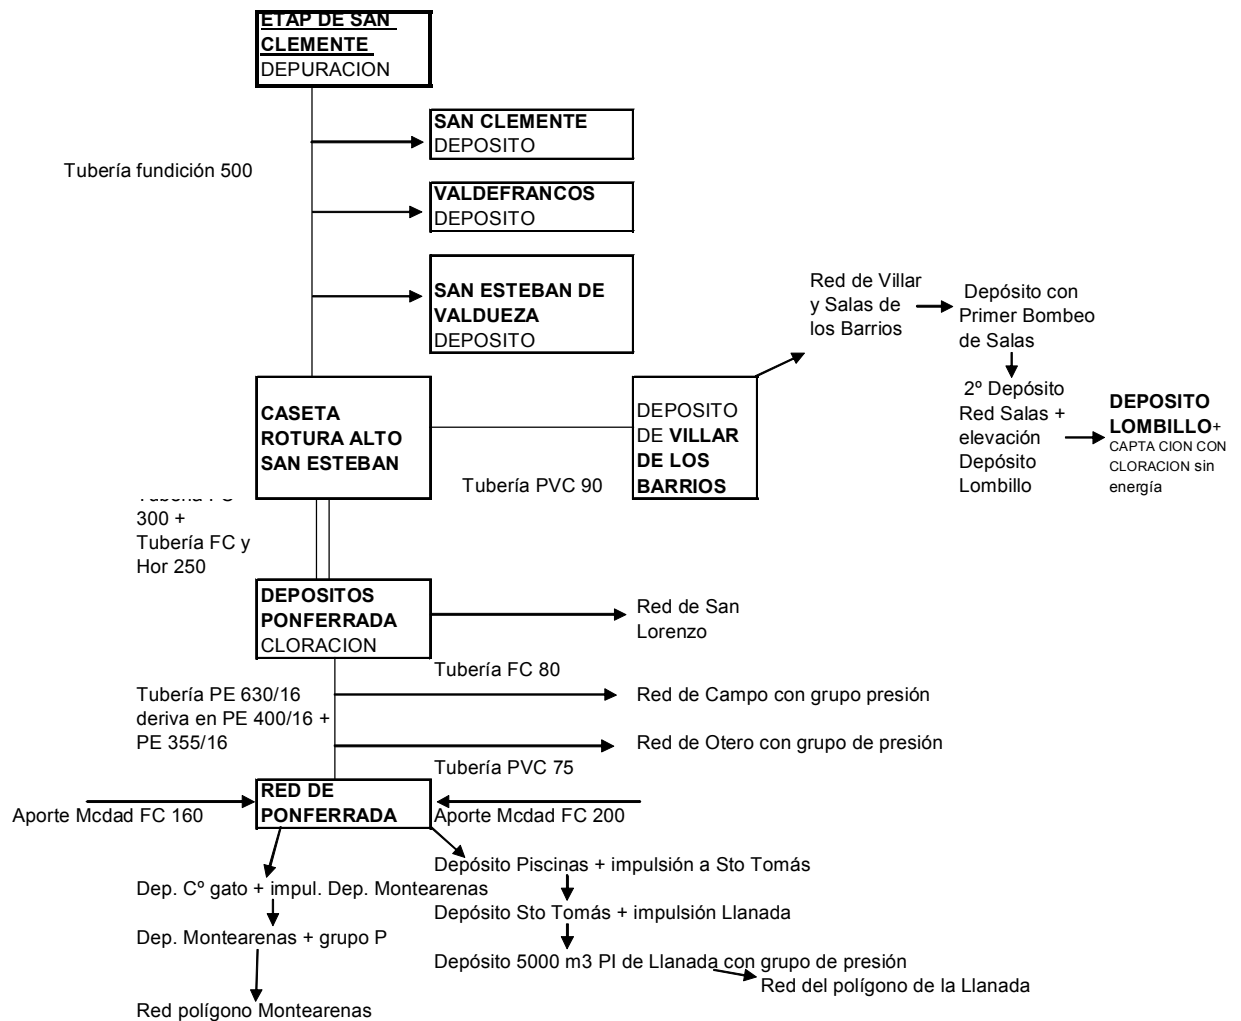 ETAP DE SAN
CLEMENTE
DEPURACION
SAN CLEMENTE
DEPOSITO
Tubería fundición 500
VALDEFRANCOS
DEPOSITO
SAN ESTEBAN DE
VALDUEZA
DEPOSITO
Red de Villar
y Salas de
los Barrios
Depósito con
Primer Bombeo
de Salas
CASETA
ROTURA ALTO
SAN ESTEBAN
Tubería PVC 90
DEPOSITO
DE VILLAR
DE LOS
BARRIOS
2º Depósito
Red Salas +
elevación
Depósito
Lombillo
DEPOSITO
LOMBILLO+
CAPTA CION CON
CLORACION sin
energía
300 +
Tubería FC y
Hor 250
DEPOSITOS
PONFERRADA
CLORACION
Red de San
Lorenzo
Tubería FC 80
Tubería PE 630/16
deriva en PE 400/16 +
PE 355/16
Red de Campo con grupo presión
Red de Otero con grupo de presión
Tubería PVC 75
RED DE
PONFERRADA
Aporte Mcdad FC 160
Aporte Mcdad FC 200
Depósito Piscinas + impulsión a Sto Tomás
Dep. Cº gato + impul. Dep. Montearenas
Depósito Sto Tomás + impulsión Llanada
Dep. Montearenas + grupo P
Depósito 5000 m3 PI de Llanada con grupo de presión
Red del polígono de la Llanada
Red polígono Montearenas